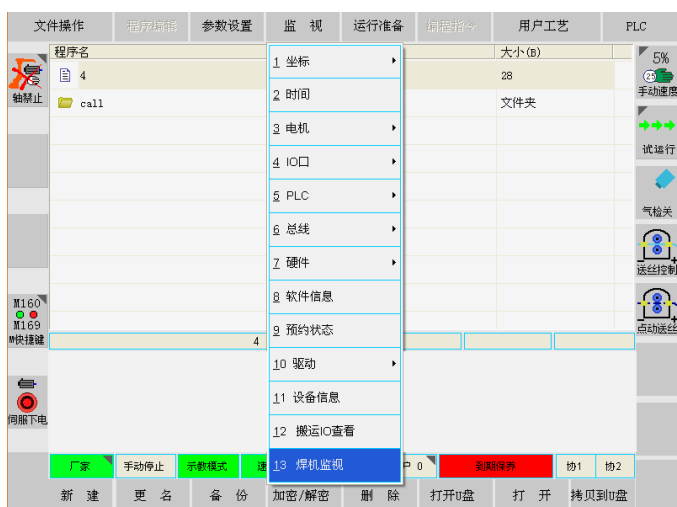 文件操作 程序编辑 参数设置 监 视 运行准备 编程指令 用户工艺 PLC
程序名 大小(B)
4 28
call 文件夹
轴禁止
M160
M169
M快捷键
伺服下电
1 坐标
2 时间
3 电机
4 IO口
5 PLC
6 总线
7 硬件
8 软件信息
9 预约状态
10 驱动
11 设备信息
12 搬运IO查看
13 焊机监视
5%
25
手动速度
试运行
气检关
送丝控制
点动送丝
4
厂家 手动停止 示教模式 户 0 到期保养 协1 协2
新 建 更 名 备 份 加密/解密 删 除 打开U盘 打 开 拷贝到U盘